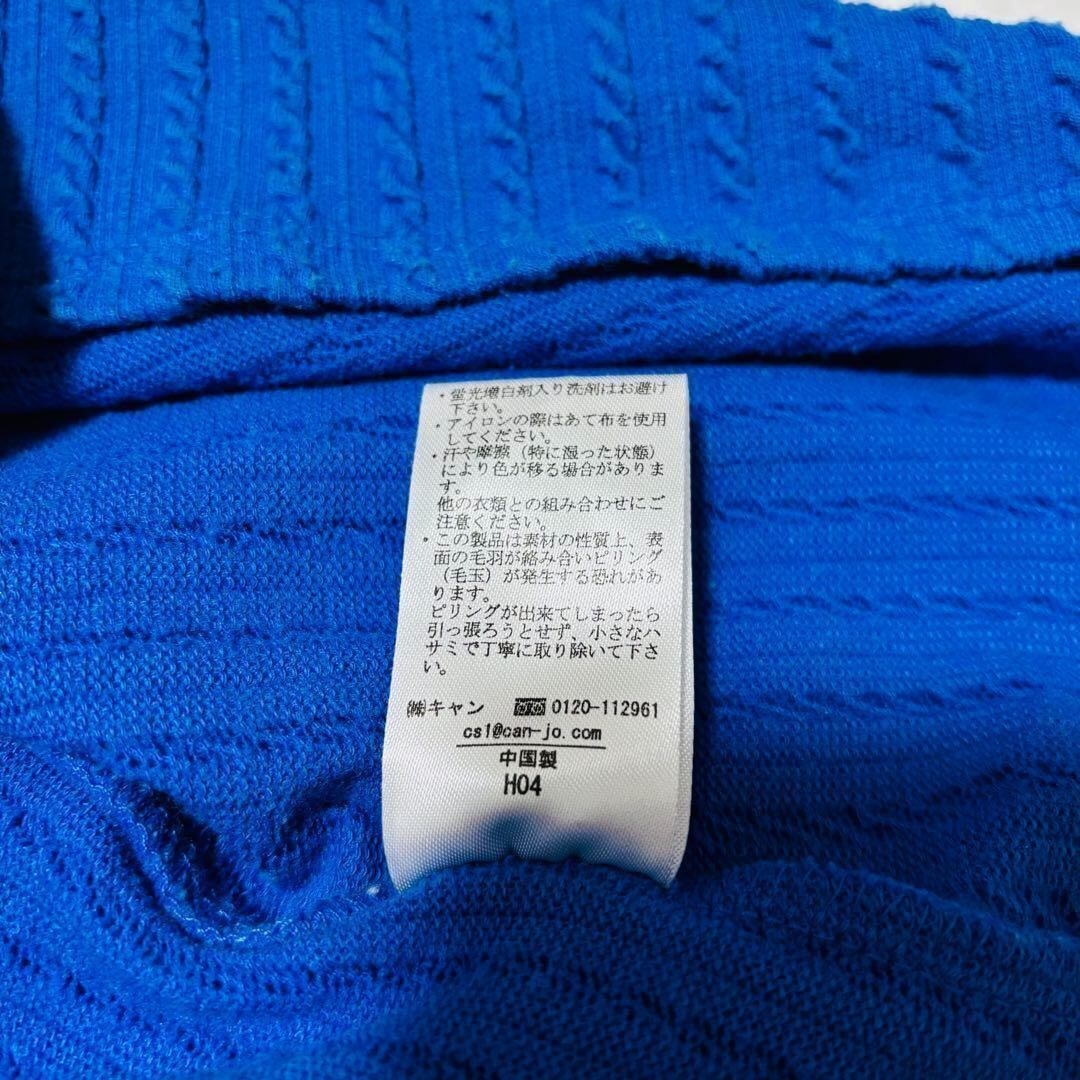 ・蛍光増白剤入り洗剤はお避け
下さい。
・アイロンの際はあて布を使用
してください。
・汗や摩擦（特に湿った状態）
により色が移る場合がありま
す。
他の衣類との組み合わせにご
注意ください。
・この製品は素材の性質上、表
面の毛羽が絡み合いピリング
（毛玉）が発生する恐れがあ
ります。
ピリングが出来てしまったら
引っ張ろうとせず、小さなハ
サミで丁寧に取り除いて下さ
い。
㈱キャン 0120-112961
cs1@can-jo.com
中国製
H04